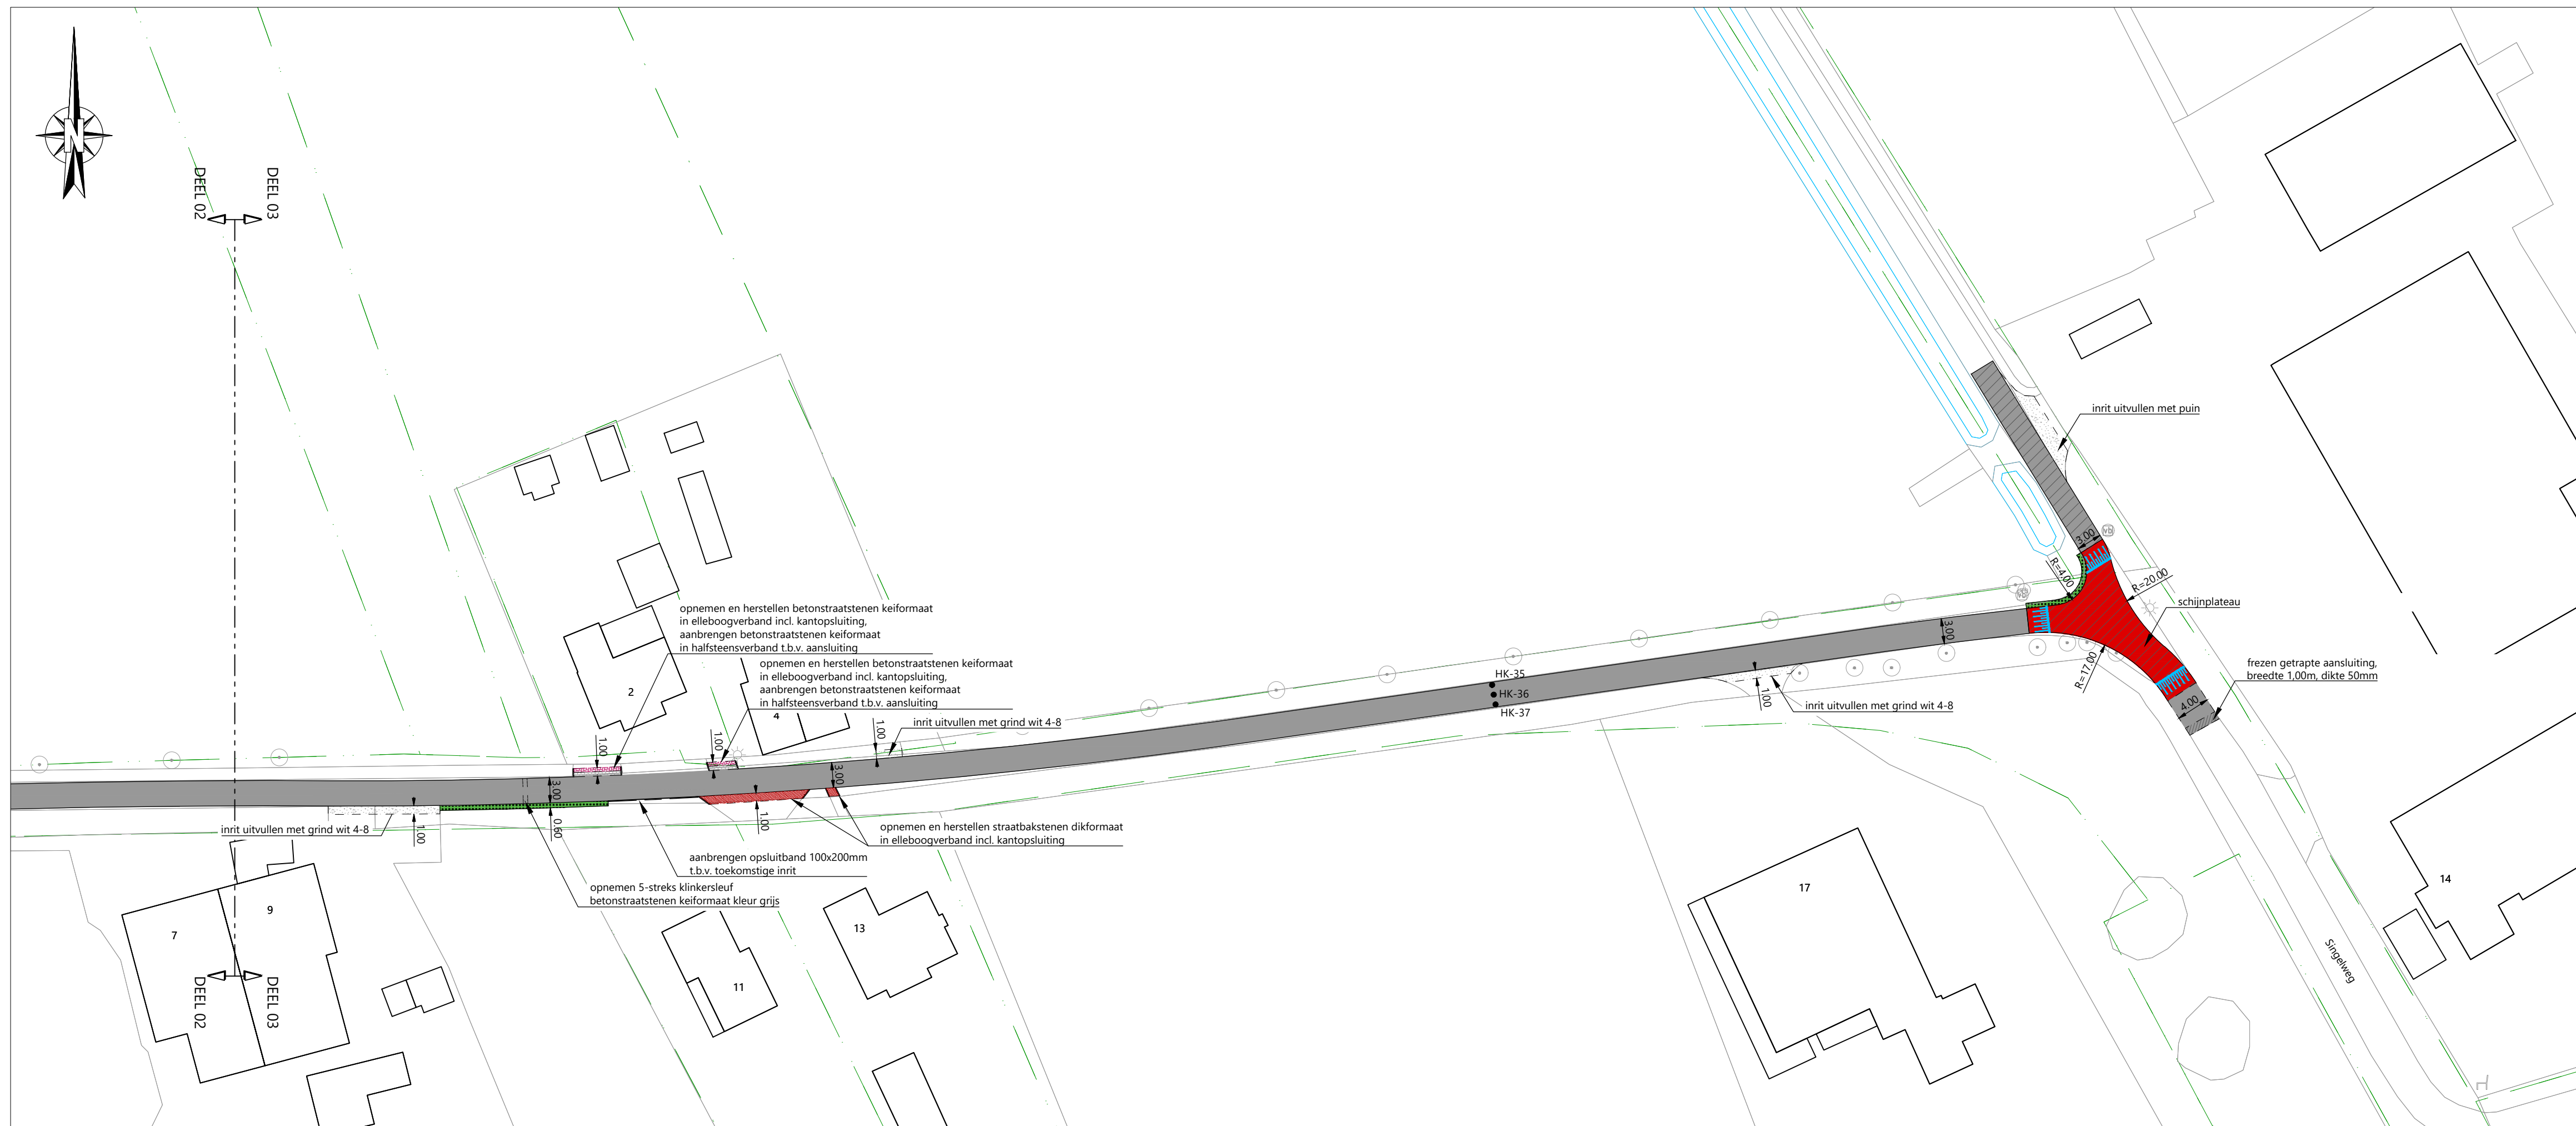 N
DEEL 02
DEEL 03
inrit uitvullen met puin
3.00
R=4.00
R=20.00
schijnplateau
opnemen en herstellen betonstraatstenen keiformaat
in elleboogverband incl. kantopsluiting,
aanbrengen betonstraatstenen keiformaat
in halfsteensverband t.b.v. aansluiting
opnemen en herstellen betonstraatstenen keiformaat
in elleboogverband incl. kantopsluiting,
aanbrengen betonstraatstenen keiformaat
in halfsteensverband t.b.v. aansluiting
2
4
3.00
R=17.00
frezen getrapte aansluiting,
breedte 1,00m, dikte 50mm
4.00
HK-35
HK-36
HK-37
1.00
inrit uitvullen met grind wit 4-8
1.00
inrit uitvullen met grind wit 4-8
1.00
1.00
3.00
3.00
0.60
1.00
1.00
inrit uitvullen met grind wit 4-8
opnemen en herstellen straatbakstenen dikformaat
in elleboogverband incl. kantopsluiting
aanbrengen opsluitband 100x200mm
t.b.v. toekomstige inrit
opnemen 5-streks klinkersleuf
betonstraatstenen keiformaat kleur grijs
7
9
11
13
17
14
Singelweg
DEEL 02
DEEL 03